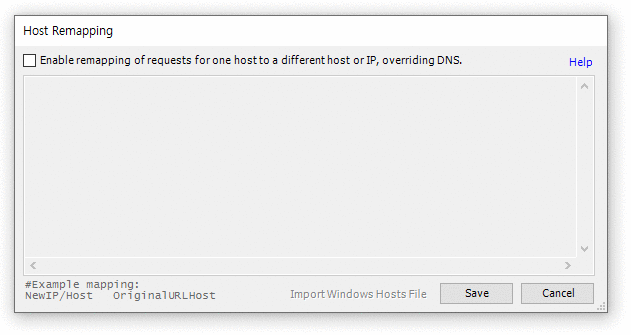 Host Remapping
Enable remapping of requests for one host to a different host or IP, overriding DNS.
Help
#Example mapping:
NewIP/Host   OriginalURLHost
Import Windows Hosts File
Save
Cancel